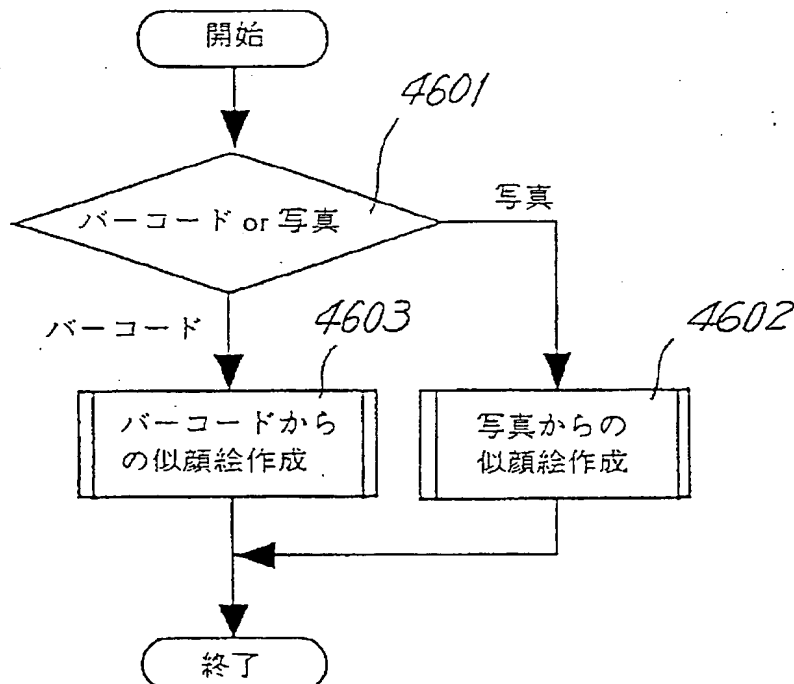 開始
4601
バーコード or 写真
写真
バーコード
4603
4602
バーコードから
の似顔絵作成
写真からの
似顔絵作成
終了